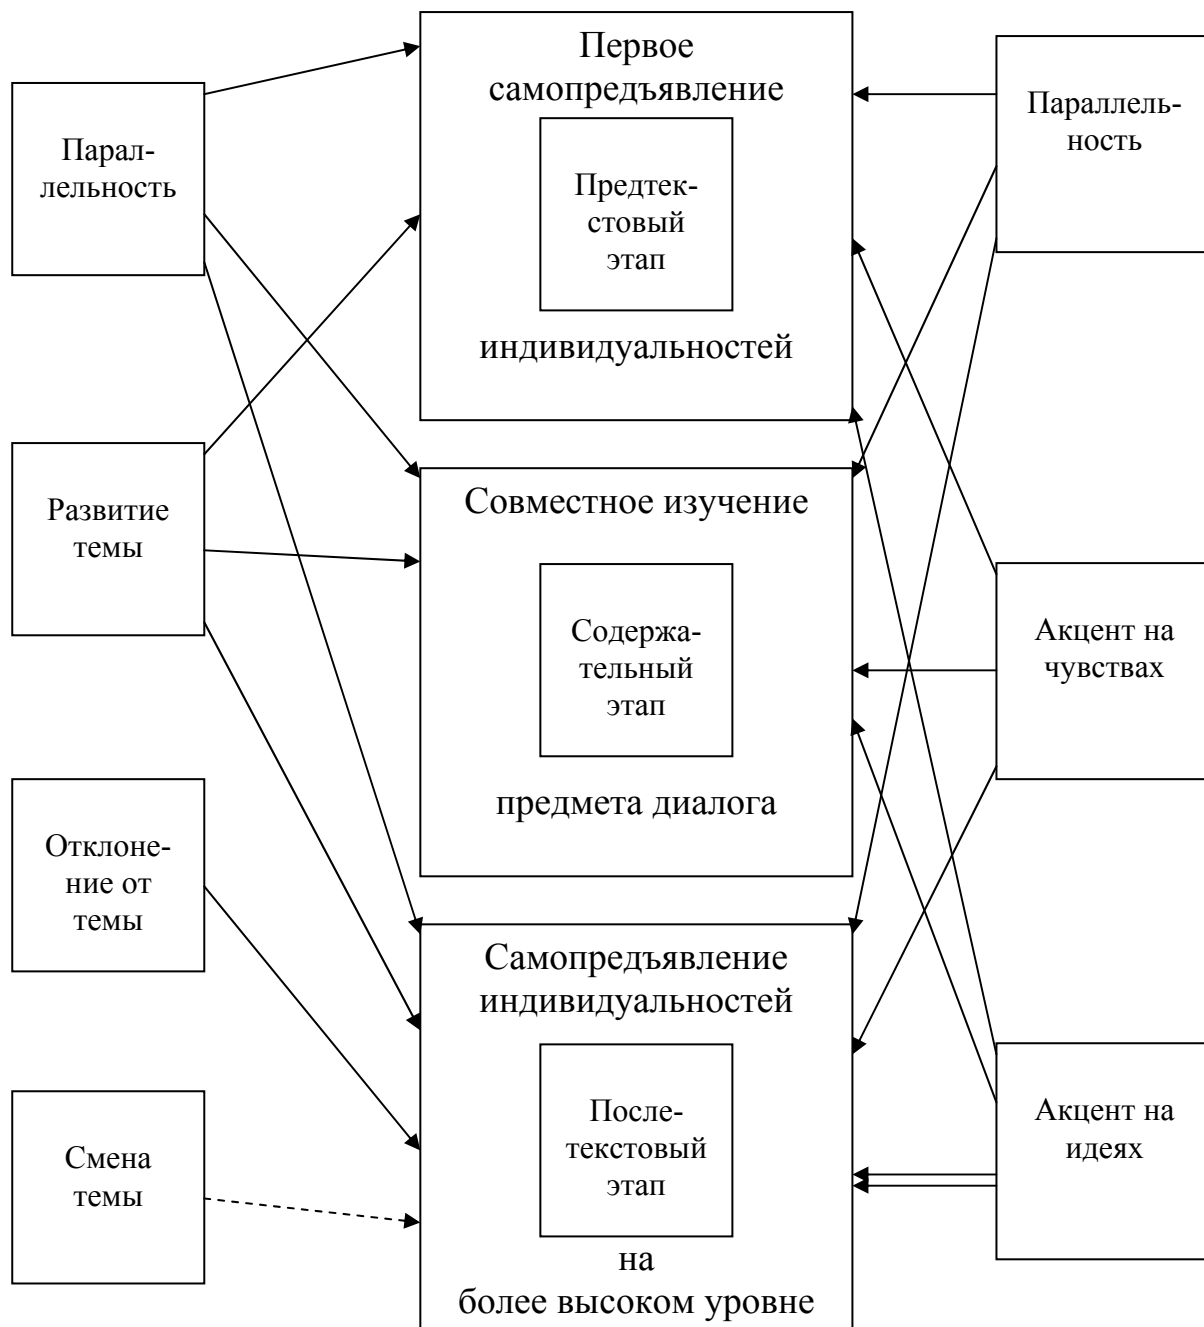 Парал-
лельность
Развитие
темы
Отклоне-
ние от
темы
Смена
темы
Первое
самопредъявление
Предтек-
стовый
этап
индивидуальностей
Совместное изучение
Содержа-
тельный
этап
предмета диалога
Самопредъявление
индивидуальностей
После-
текстовый
этап
на
более высоком уровне
Параллель-
ность
Акцент на
чувствах
Акцент на
идеях